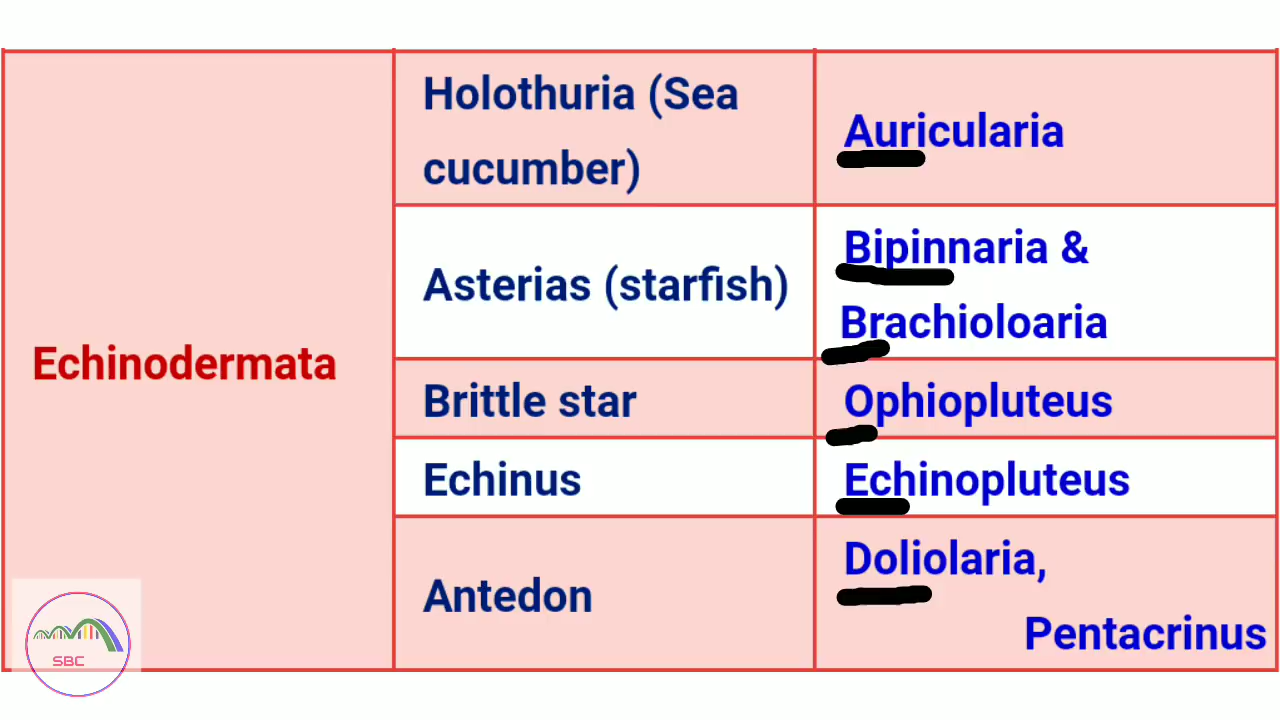 Holothuria (Sea
cucumber)
Auricularia
Asterias (starfish)
Bipinnaria &
Brachioloaria
Echinodermata
Brittle star
Ophiopluteus
Echinus
Echinopluteus
Antedon
Doliolaria,
Pentacrinus
SBC